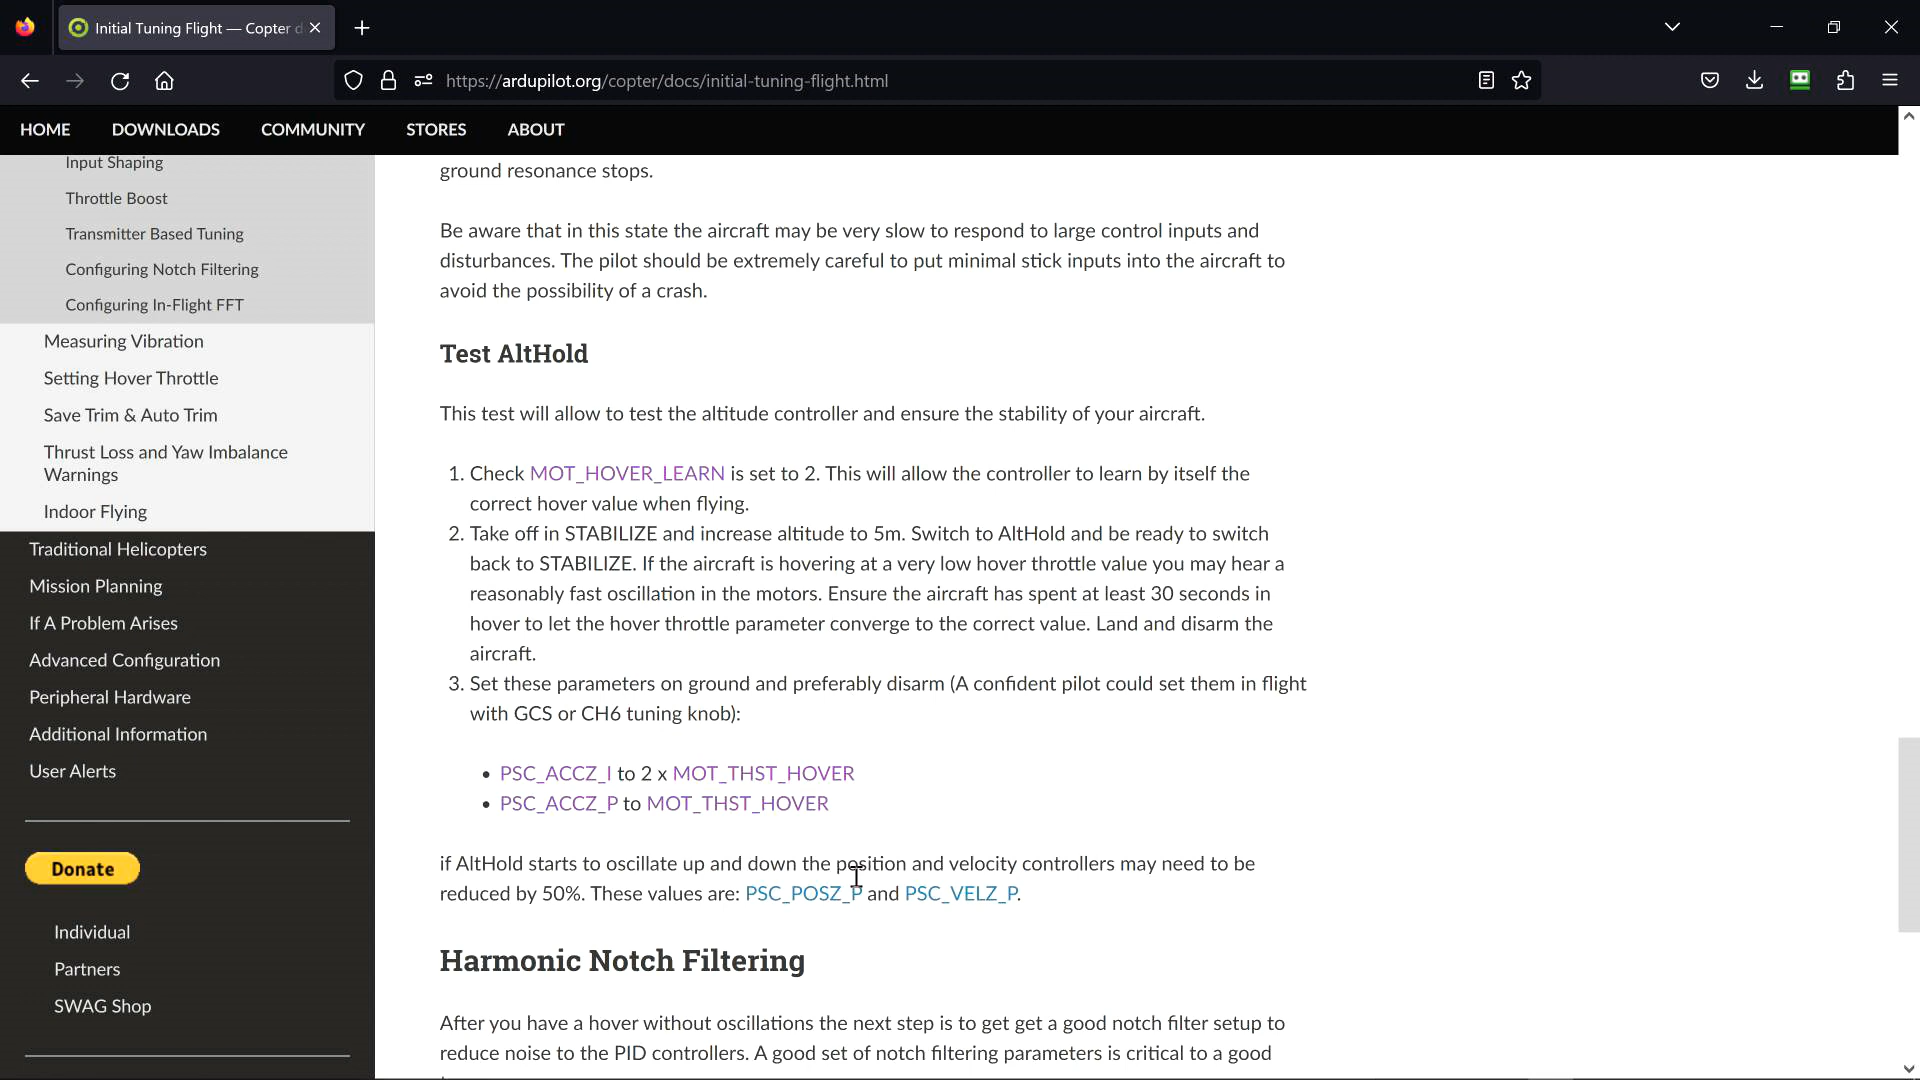 Initial Tuning Flight — Copter d
https://ardupilot.org/copter/docs/initial-tuning-flight.html
HOME DOWNLOADS COMMUNITY STORES ABOUT
Input Shaping
Throttle Boost
Transmitter Based Tuning
Configuring Notch Filtering
Configuring In-Flight FFT
Measuring Vibration
Setting Hover Throttle
Save Trim & Auto Trim
Thrust Loss and Yaw Imbalance
Warnings
Indoor Flying
Traditional Helicopters
Mission Planning
If A Problem Arises
Advanced Configuration
Peripheral Hardware
Additional Information
User Alerts
Donate
Individual
Partners
SWAG Shop
ground resonance stops.
Be aware that in this state the aircraft may be very slow to respond to large control inputs and
disturbances. The pilot should be extremely careful to put minimal stick inputs into the aircraft to
avoid the possibility of a crash.
Test AltHold
This test will allow to test the altitude controller and ensure the stability of your aircraft.
1. Check MOT_HOVER_LEARN is set to 2. This will allow the controller to learn by itself the
correct hover value when flying.
2. Take off in STABILIZE and increase altitude to 5m. Switch to AltHold and be ready to switch
back to STABILIZE. If the aircraft is hovering at a very low hover throttle value you may hear a
reasonably fast oscillation in the motors. Ensure the aircraft has spent at least 30 seconds in
hover to let the hover throttle parameter converge to the correct value. Land and disarm the
aircraft.
3. Set these parameters on ground and preferably disarm (A confident pilot could set them in flight
with GCS or CH6 tuning knob):
• PSC_ACCZ_I to 2 x MOT_THST_HOVER
• PSC_ACCZ_P to MOT_THST_HOVER
if AltHold starts to oscillate up and down the position and velocity controllers may need to be
reduced by 50%. These values are: PSC_POSZ_P and PSC_VELZ_P.
Harmonic Notch Filtering
After you have a hover without oscillations the next step is to get get a good notch filter setup to
reduce noise to the PID controllers. A good set of notch filtering parameters is critical to a good